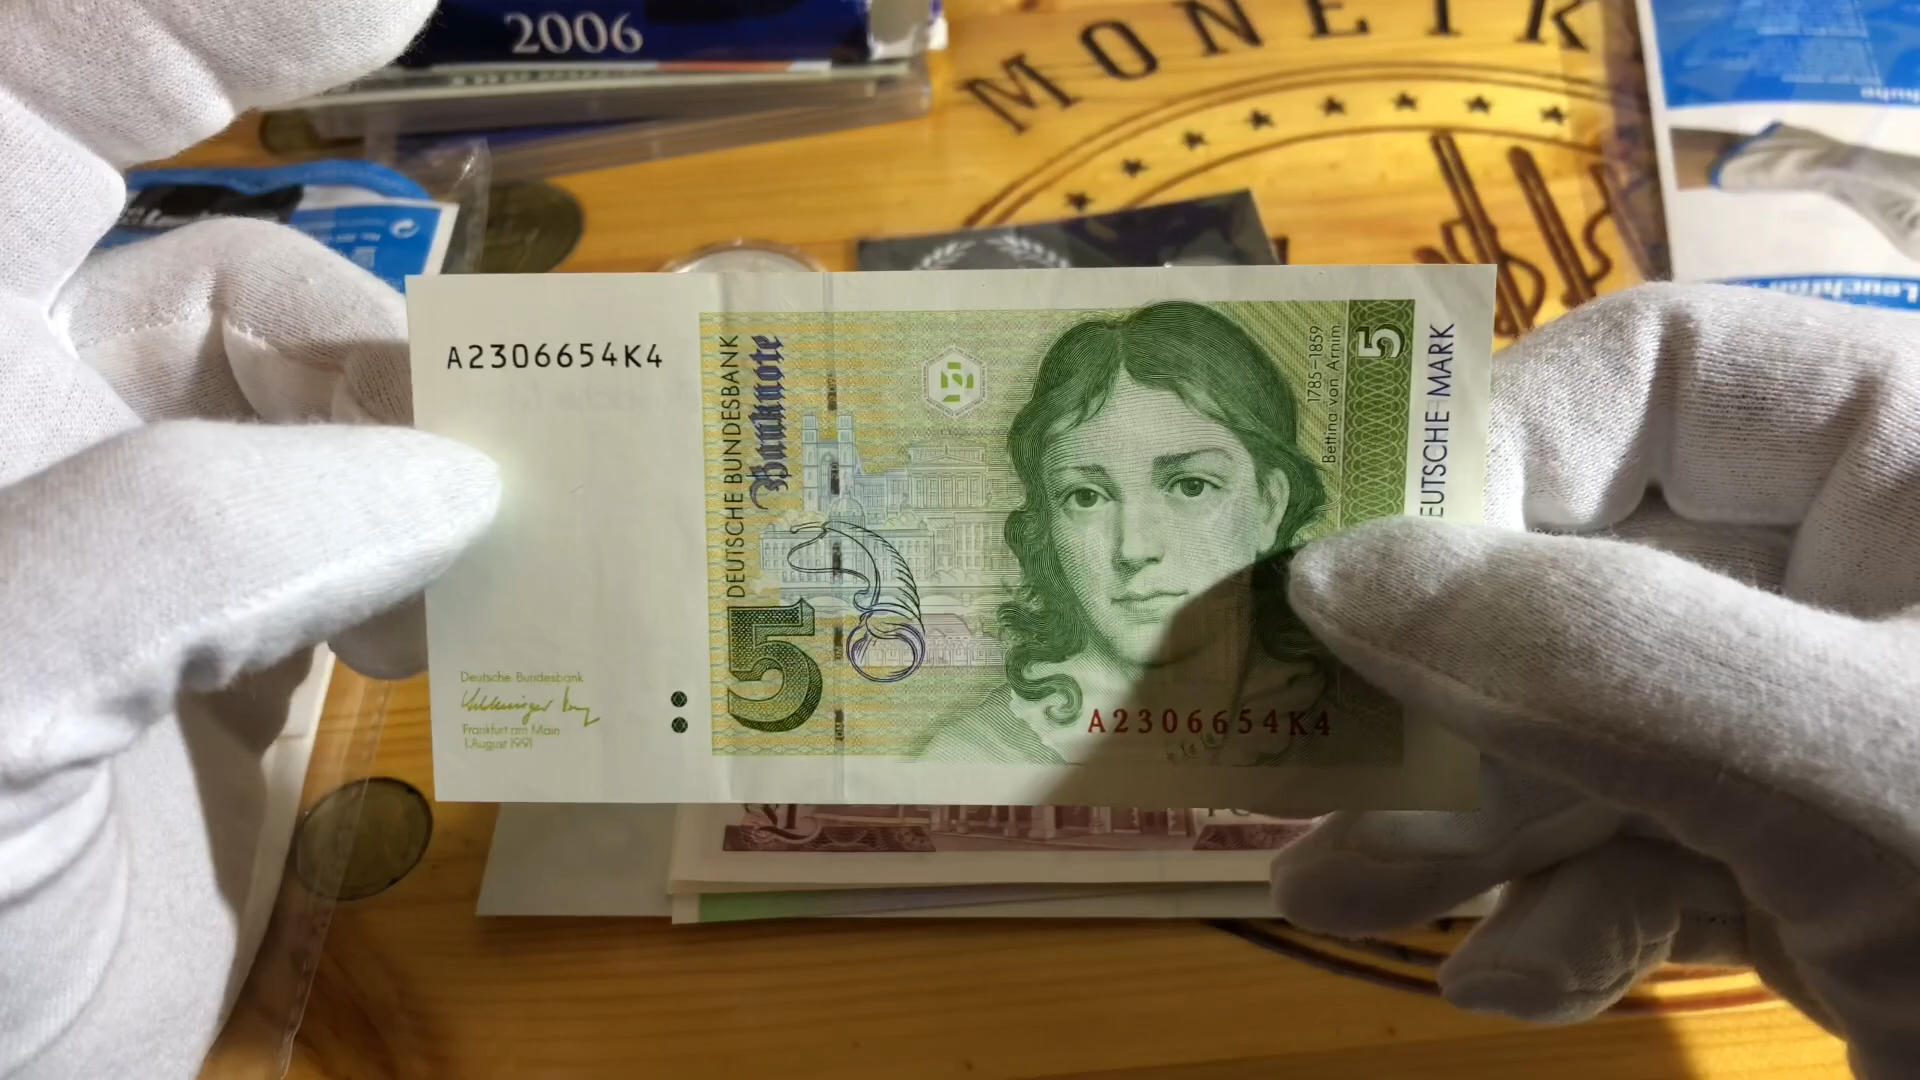 2006
MONETK
A2306654K4
DEUTSCHE BUNDESBANK
Banknote
1785-1859
Bettina von Arnim
5
EUTSCHE MARK
5
A2306654K4
Deutsche Bundesbank
Frankfurt am Main
1. August 1991